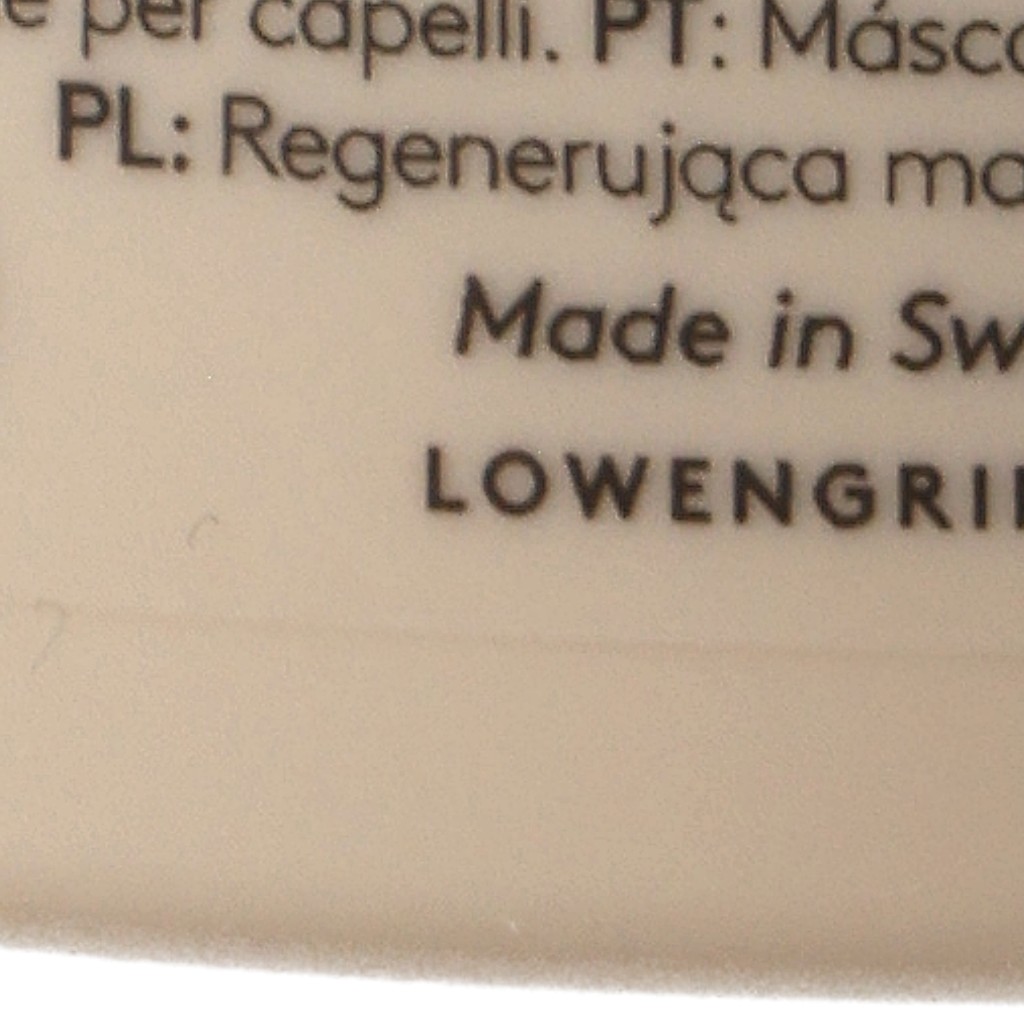 e per capelli. PT: Másca
PL: Regenerująca ma
Made in Sw
LOWENGRI